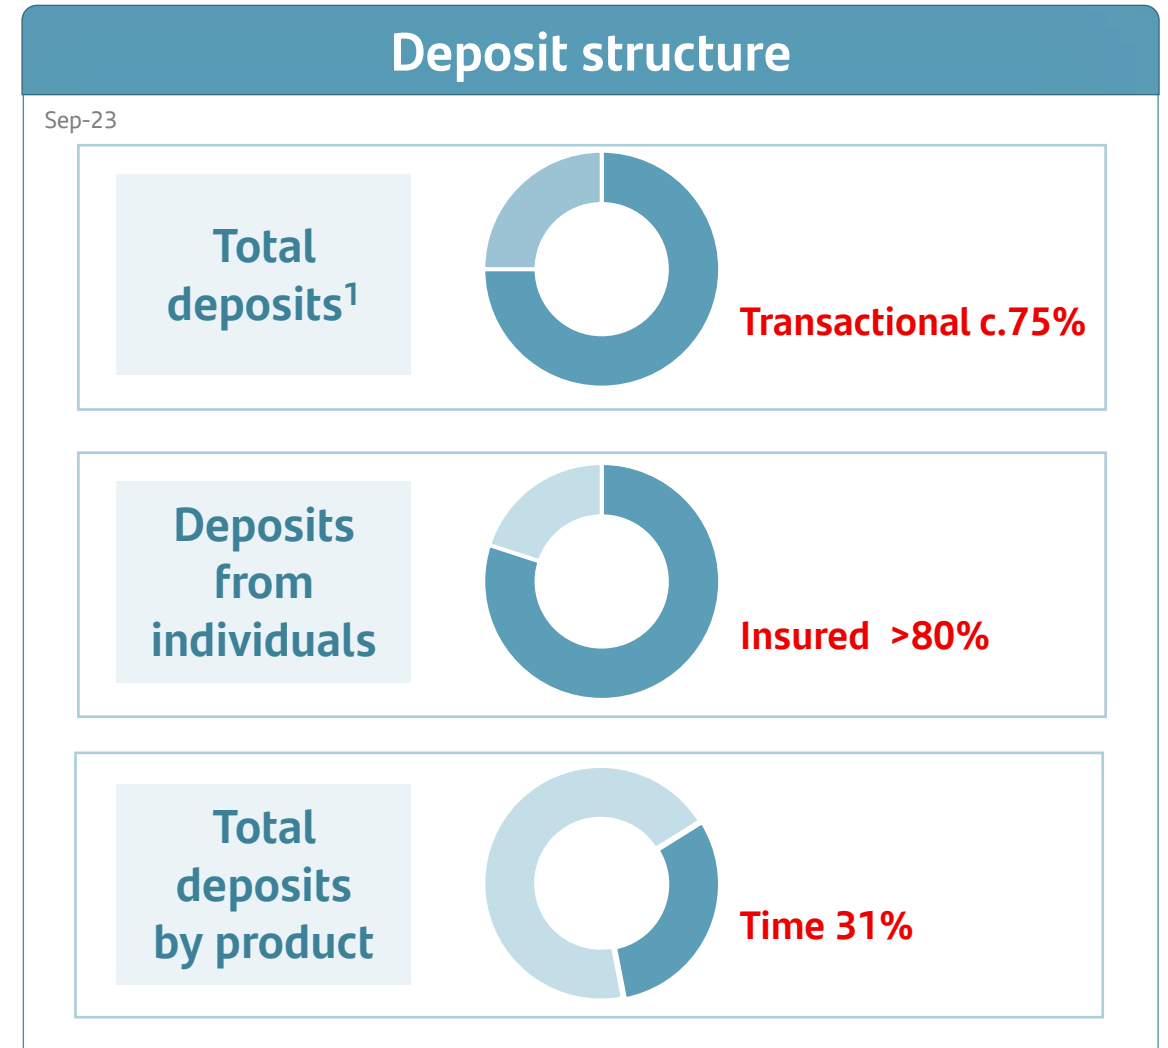 Deposit structure
Sep-23
Total
deposits¹
Transactional c.75%
Deposits
from
individuals
Insured >80%
Total
deposits
by product
Time 31%